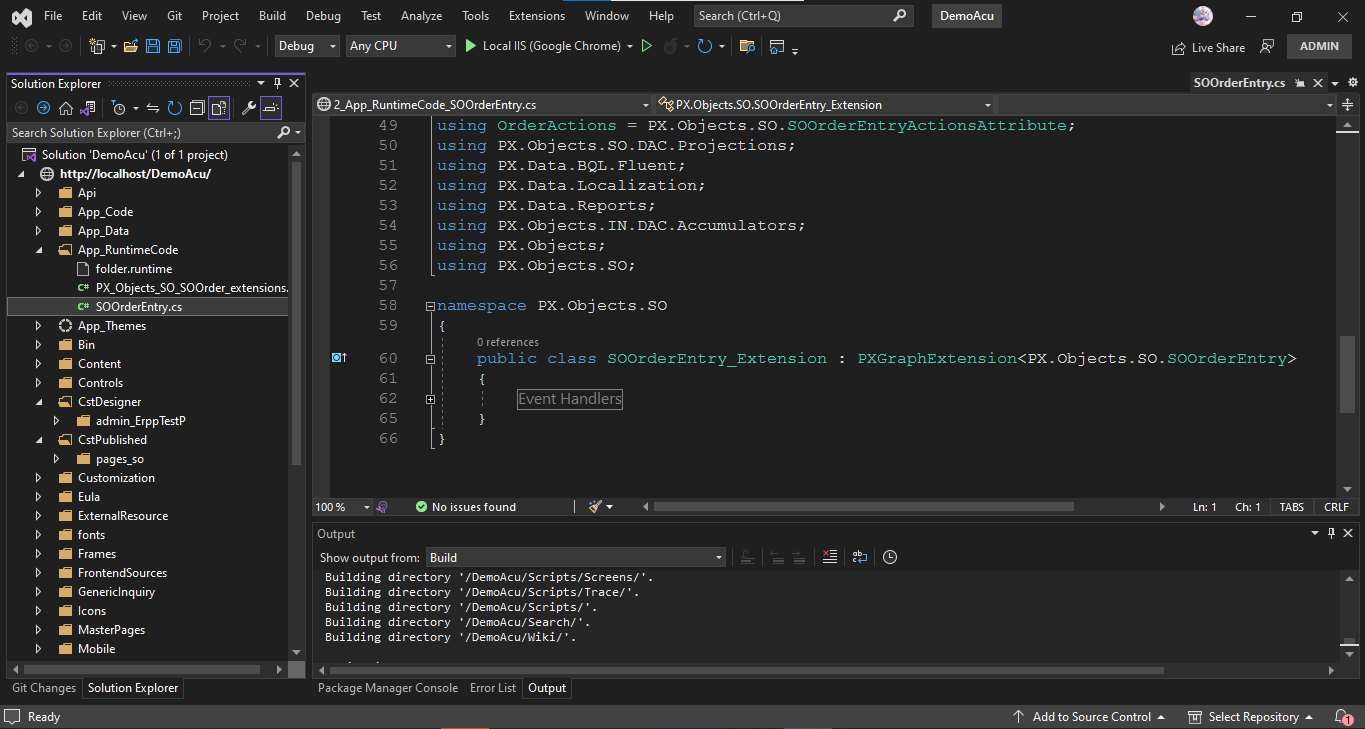 File Edit View Git Project Build Debug Test Analyze Tools Extensions Window Help Search (Ctrl+Q) DemoAcu
Debug Any CPU Local IIS (Google Chrome) Live Share ADMIN
Solution Explorer
Search Solution Explorer (Ctrl+;)
Solution 'DemoAcu' (1 of 1 project)
http://localhost/DemoAcu/
Api
App_Code
App_Data
App_RuntimeCode
folder.runtime
C# PX_Objects_SO_SOOrder_extensions.
C# SOOrderEntry.cs
App_Themes
Bin
Content
Controls
CstDesigner
admin_ErppTestP
CstPublished
pages_so
Customization
Eula
ExternalResource
fonts
Frames
FrontendSources
GenericInquiry
Icons
MasterPages
Mobile
Git Changes Solution Explorer
SOOrderEntry.cs
2_App_RuntimeCode_SOOrderEntry.cs PX.Objects.SO.SOOrderEntry_Extension
49 using OrderActions = PX.Objects.SO.SOOrderEntryActionsAttribute;
50 using PX.Objects.SO.DAC.Projections;
51 using PX.Data.BQL.Fluent;
52 using PX.Data.Localization;
53 using PX.Data.Reports;
54 using PX.Objects.IN.DAC.Accumulators;
55 using PX.Objects;
56 using PX.Objects.SO;
57
58 namespace PX.Objects.SO
59 {
0 references
60 public class SOOrderEntry_Extension : PXGraphExtension<PX.Objects.SO.SOOrderEntry>
61 {
62 Event Handlers
65 }
66 }
100 % No issues found Ln: 1 Ch: 1 TABS CRLF
Output
Show output from: Build
Building directory '/DemoAcu/Scripts/Screens/'.
Building directory '/DemoAcu/Scripts/Trace/'.
Building directory '/DemoAcu/Scripts/'.
Building directory '/DemoAcu/Search/'.
Building directory '/DemoAcu/Wiki/'.
Package Manager Console Error List Output
Ready Add to Source Control Select Repository 1